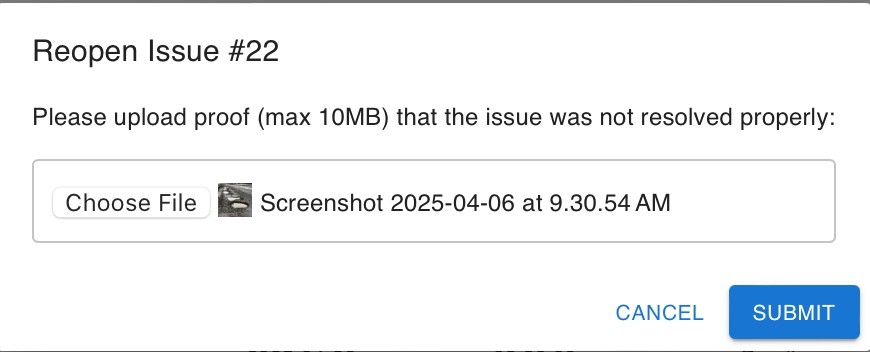 Reopen Issue #22
Please upload proof (max 10MB) that the issue was not resolved properly:
Choose File Screenshot 2025-04-06 at 9.30.54 AM
CANCEL SUBMIT